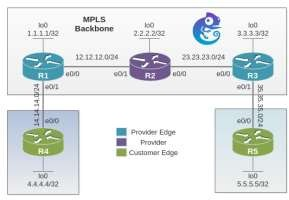 MPLS
Backbone
lo0
1.1.1.1/32
lo0
2.2.2.2/32
lo0
3.3.3.3/32
12.12.12.0/24
23.23.23.0/24
R1
e0/0
e0/1
R2
e0/0
e0/0
R3
e0/1
e0/1
14.14.14.0/24
35.35.35.0/24
e0/0
R4
lo0
4.4.4.4/32
Provider Edge
Provider
Customer Edge
e0/0
R5
lo0
5.5.5.5/32